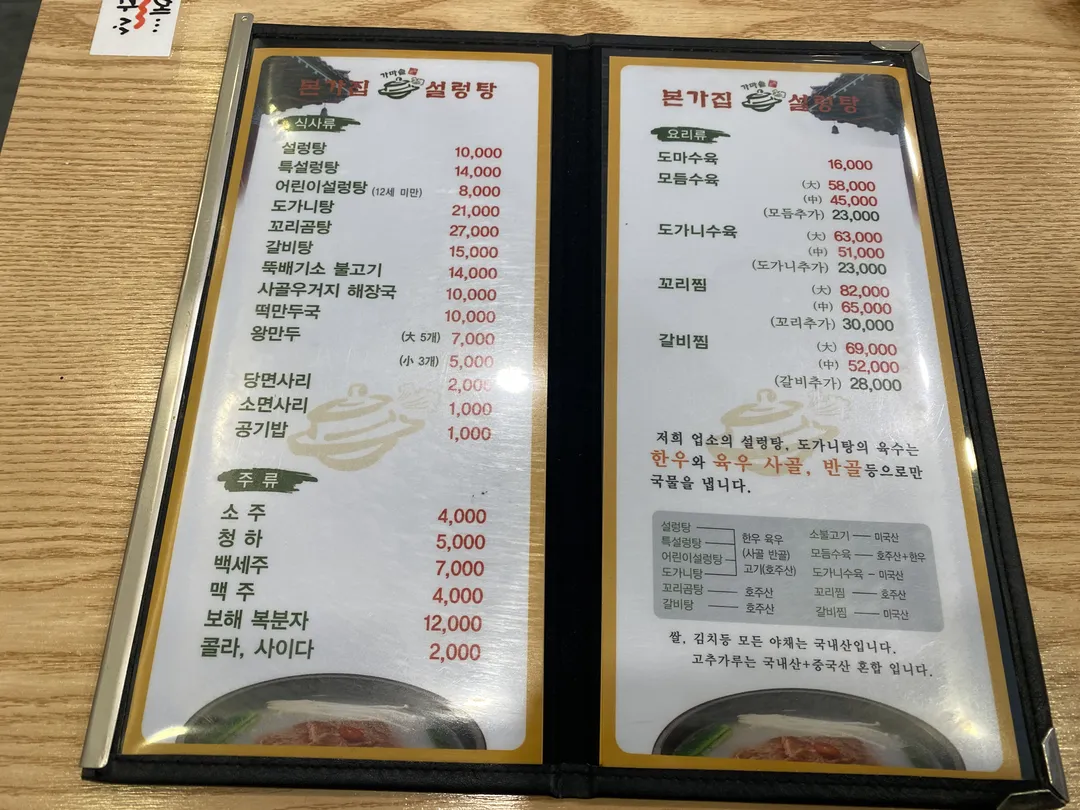 본가집 가마솥 설렁탕
식사류
설렁탕 10,000
특설렁탕 14,000
어린이설렁탕 (12세 미만) 8,000
도가니탕 21,000
꼬리곰탕 27,000
갈비탕 15,000
뚝배기소 불고기 14,000
사골우거지 해장국 10,000
떡만두국 10,000
왕만두 (大 5개) 7,000
(小 3개) 5,000
당면사리 2,000
소면사리 1,000
공기밥 1,000
주 류
소 주 4,000
청 하 5,000
백세주 7,000
맥 주 4,000
보해 복분자 12,000
콜라, 사이다 2,000
본가집 가마솥 설렁탕
요리류
도마수육 16,000
모듬수육 (大) 58,000
(中) 45,000
(모듬추가) 23,000
도가니수육 (大) 63,000
(中) 51,000
(도가니추가) 23,000
꼬리찜 (大) 82,000
(中) 65,000
(꼬리추가) 30,000
갈비찜 (大) 69,000
(中) 52,000
(갈비추가) 28,000
저희 업소의 설렁탕, 도가니탕의 육수는
한우와 육우 사골, 반골등으로만
국물을 냅니다.
설렁탕
특설렁탕
어린이설렁탕
도가니탕
한우 육우
(사골 반골)
고기(호주산)
꼬리곰탕 호주산
갈비탕 호주산
소불고기 미국산
모듬수육 호주산+한우
도가니수육 미국산
꼬리찜 호주산
갈비찜 미국산
쌀, 김치등 모든 야채는 국내산입니다.
고추가루는 국내산+중국산 혼합 입니다.